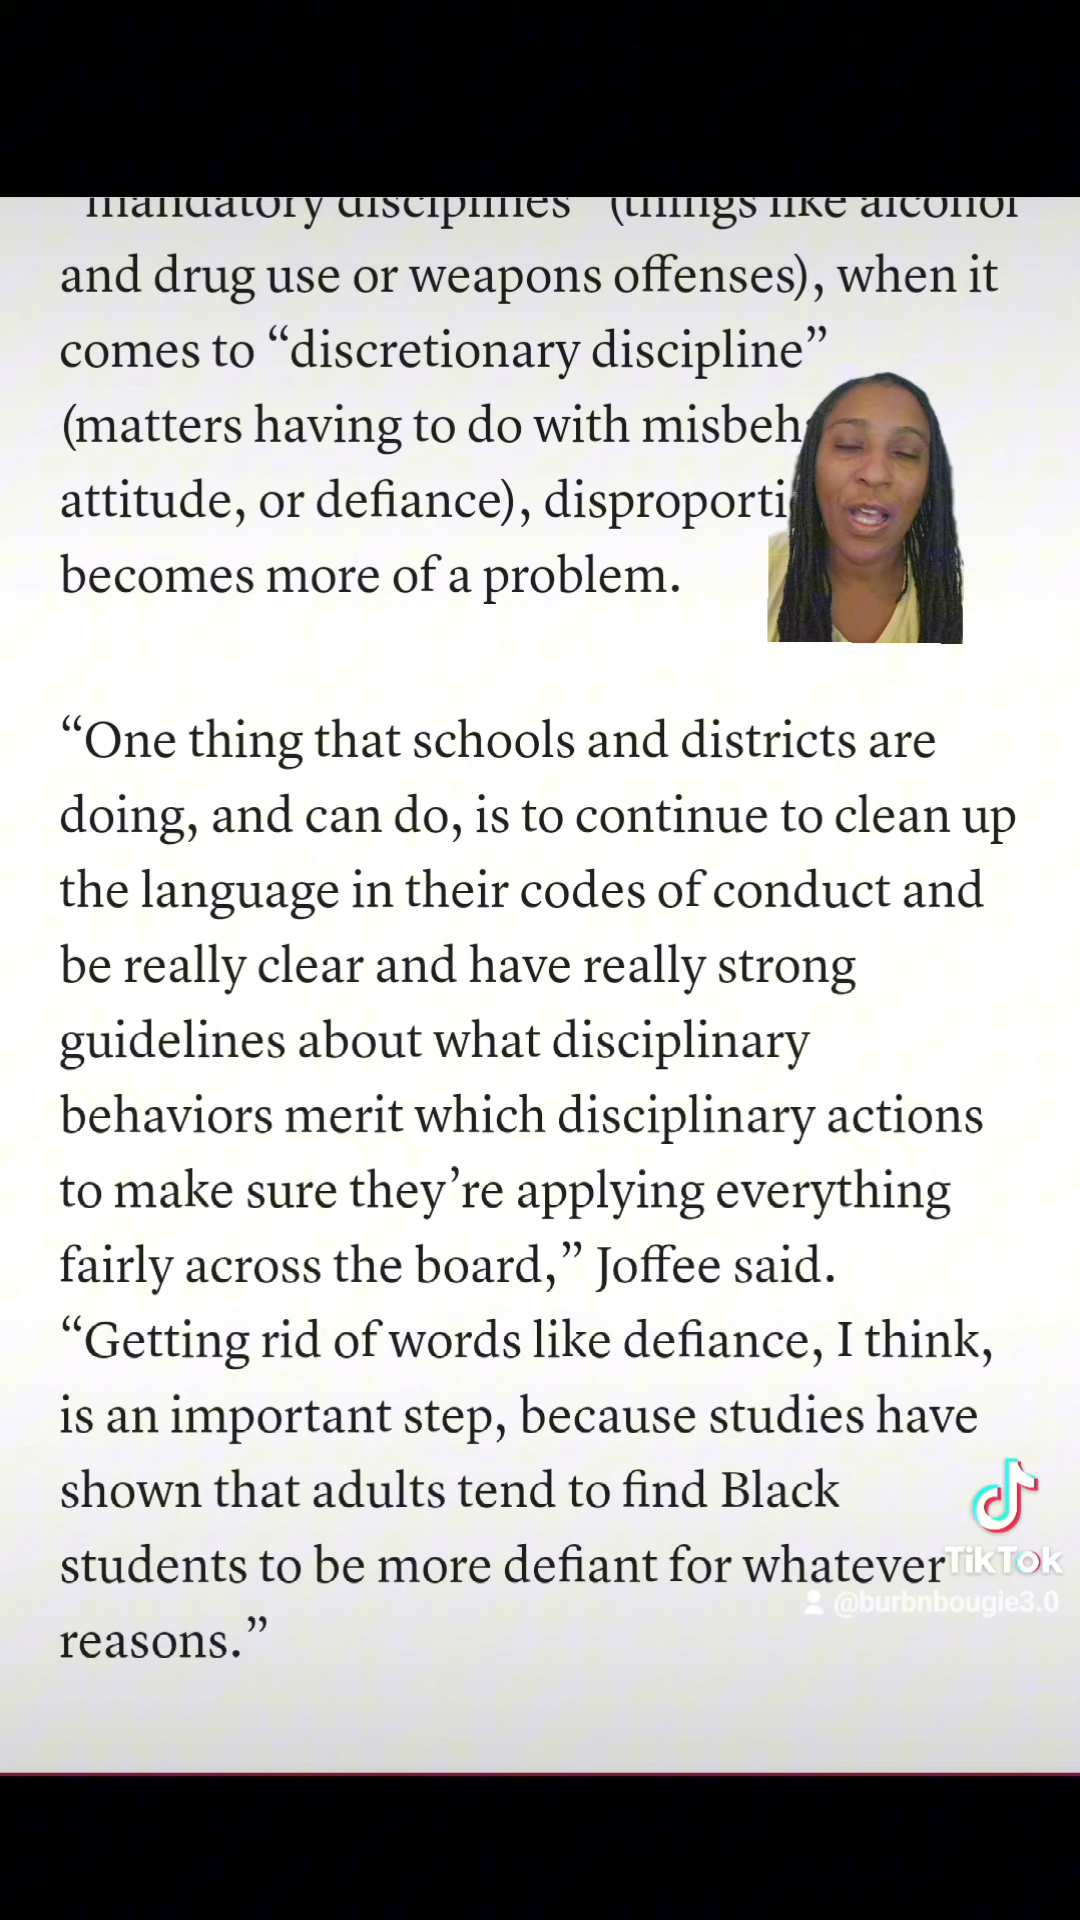 "mandatory disciplines" (things like alcohol
and drug use or weapons offenses), when it
comes to “discretionary discipline”
(matters having to do with misbeh
attitude, or defiance), disproporti
becomes more of a problem.
“One thing that schools and districts are
doing, and can do, is to continue to clean up
the language in their codes of conduct and
be really clear and have really strong
guidelines about what disciplinary
behaviors merit which disciplinary actions
to make sure they’re applying everything
fairly across the board,” Joffee said.
“Getting rid of words like defiance, I think,
is an important step, because studies have
shown that adults tend to find Black
students to be more defiant for whatever
reasons.”
TikTok
@burbnbougie3.0